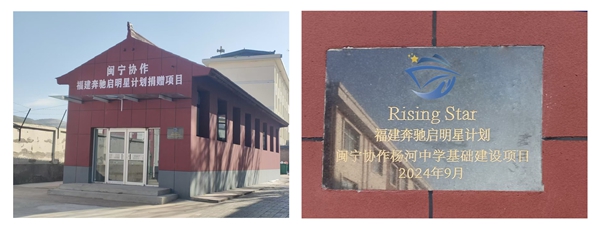 闽宁协作
福建奔驰启明星计划捐赠项目
Rising Star
福建奔驰启明星计划
闽宁协作杨河中学基础建设项目
2024年9月